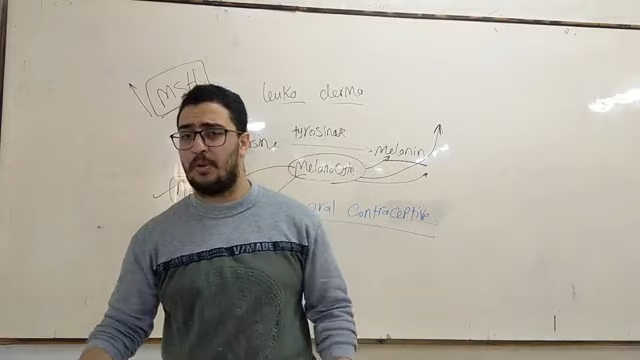 MSH
leuko derma
tyrosinase
Melanin
Melanocyte
oral contraceptive
V/MADE